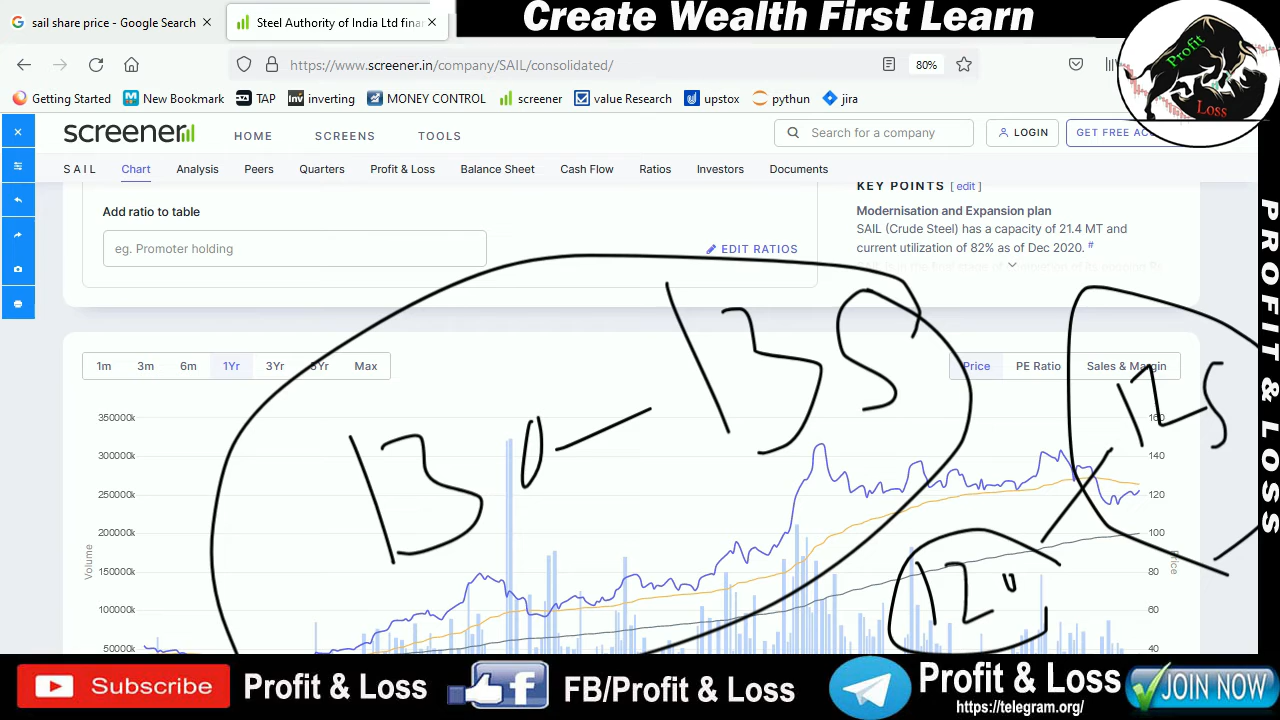 sail share price - Google Search
Steel Authority of India Ltd fina
Create Wealth First Learn
https://www.screener.in/company/SAIL/consolidated/
80%
Getting Started
New Bookmark
TAP
inverting
MONEYCONTROL
screener
value Research
upstox
python
jira
Profit
Loss
screener
HOME
SCREENS
TOOLS
Search for a company
LOGIN
GET FREE ACC
SAIL
Chart
Analysis
Peers
Quarters
Profit & Loss
Balance Sheet
Cash Flow
Ratios
Investors
Documents
KEY POINTS [ edit ]
Add ratio to table
Modernisation and Expansion plan
SAIL (Crude Steel) has a capacity of 21.4 MT and
current utilization of 82% as of Dec 2020. #
eg. Promoter holding
EDIT RATIOS
1m
3m
6m
1Yr
3Yr
5Yr
Max
Price
PE Ratio
Sales & Margin
130 - 135
125
120
350000k
300000k
250000k
200000k
150000k
100000k
50000k
Volume
160
140
120
100
80
60
40
Price
PROFIT & LOSS
Subscribe
Profit & Loss
FB/Profit & Loss
Profit & Loss
https://telegram.org/
JOIN NOW